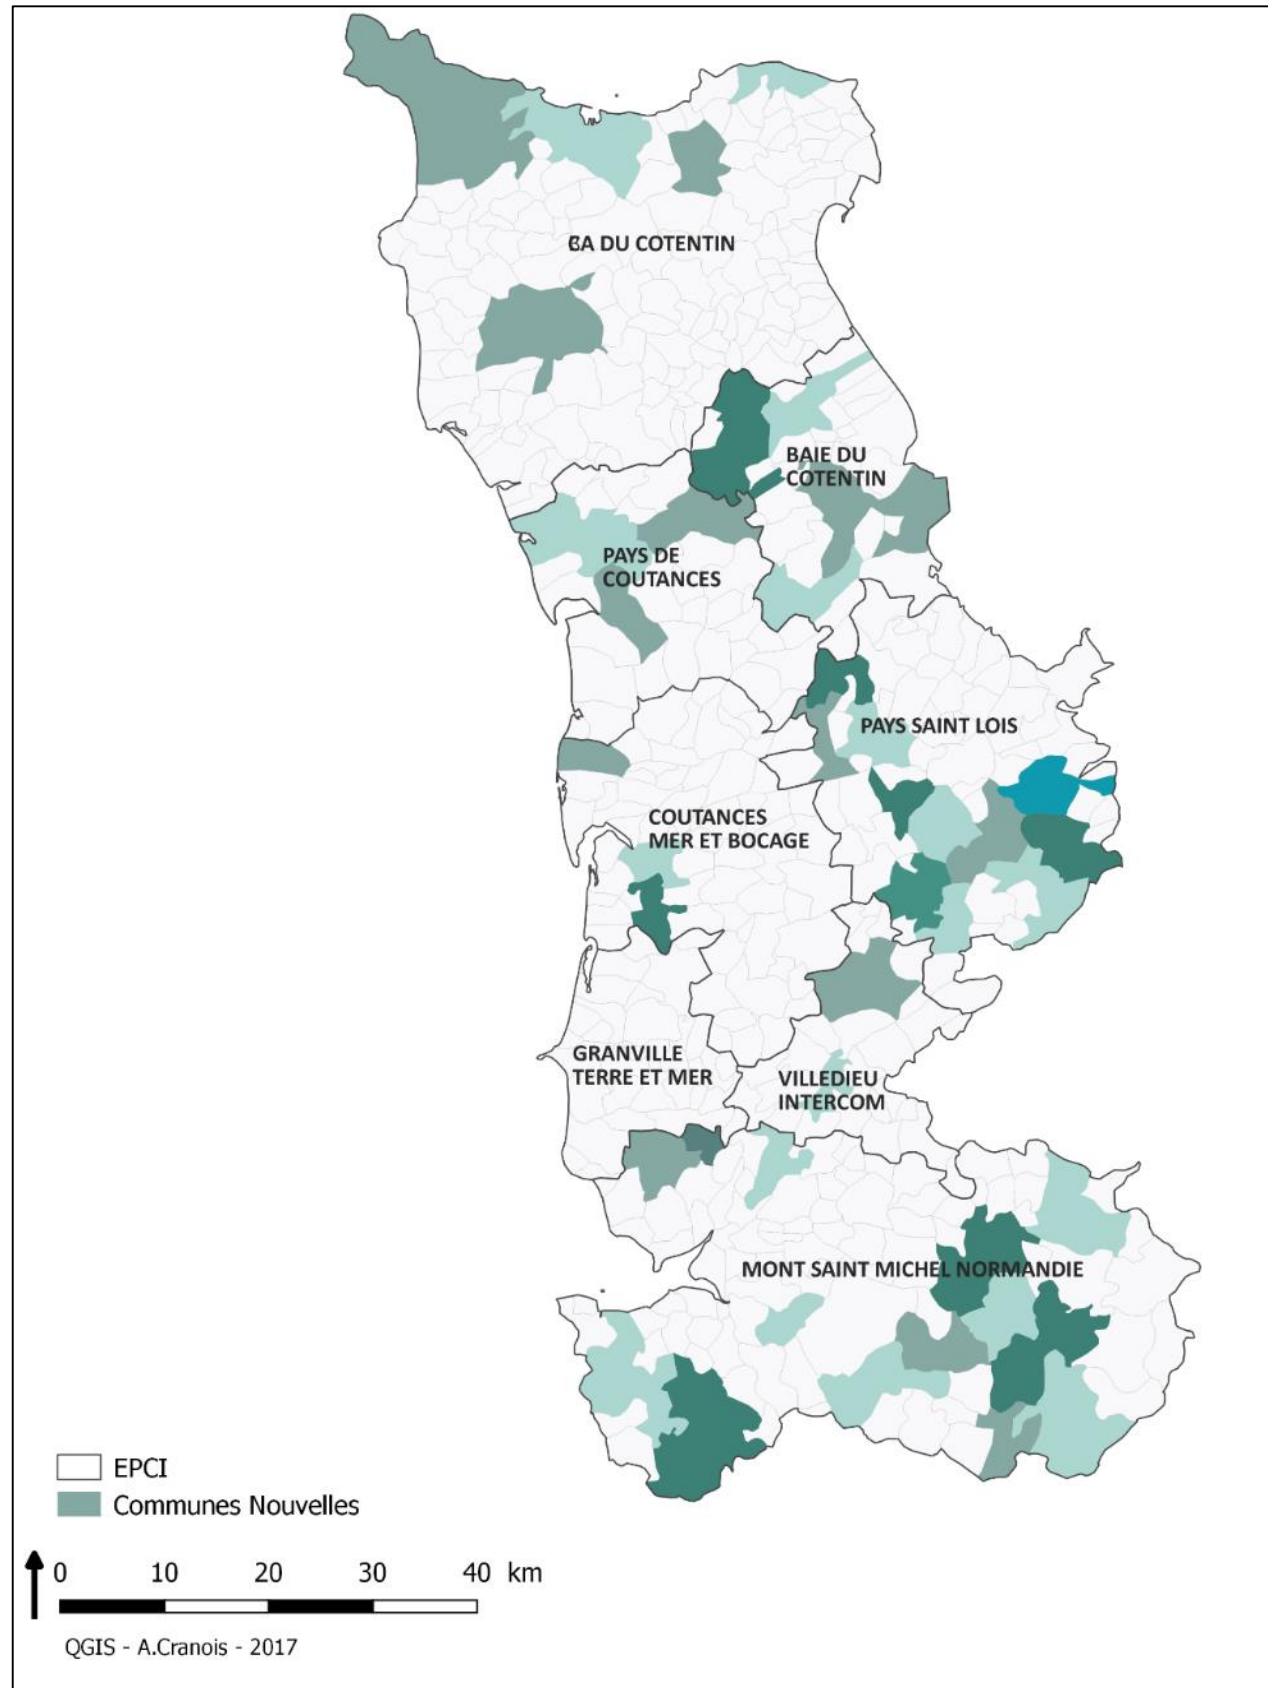 CA DU COTENTIN
BAIE DU
COTENTIN
PAYS DE
COUTANCES
PAYS SAINT LOIS
COUTANCES
MER ET BOCAGE
GRANVILLE
TERRE ET MER
VILLEDIEU
INTERCOM
MONT SAINT MICHEL NORMANDIE
EPCI
Communes Nouvelles
0 10 20 30 40 km
QGIS - A.Cranois - 2017